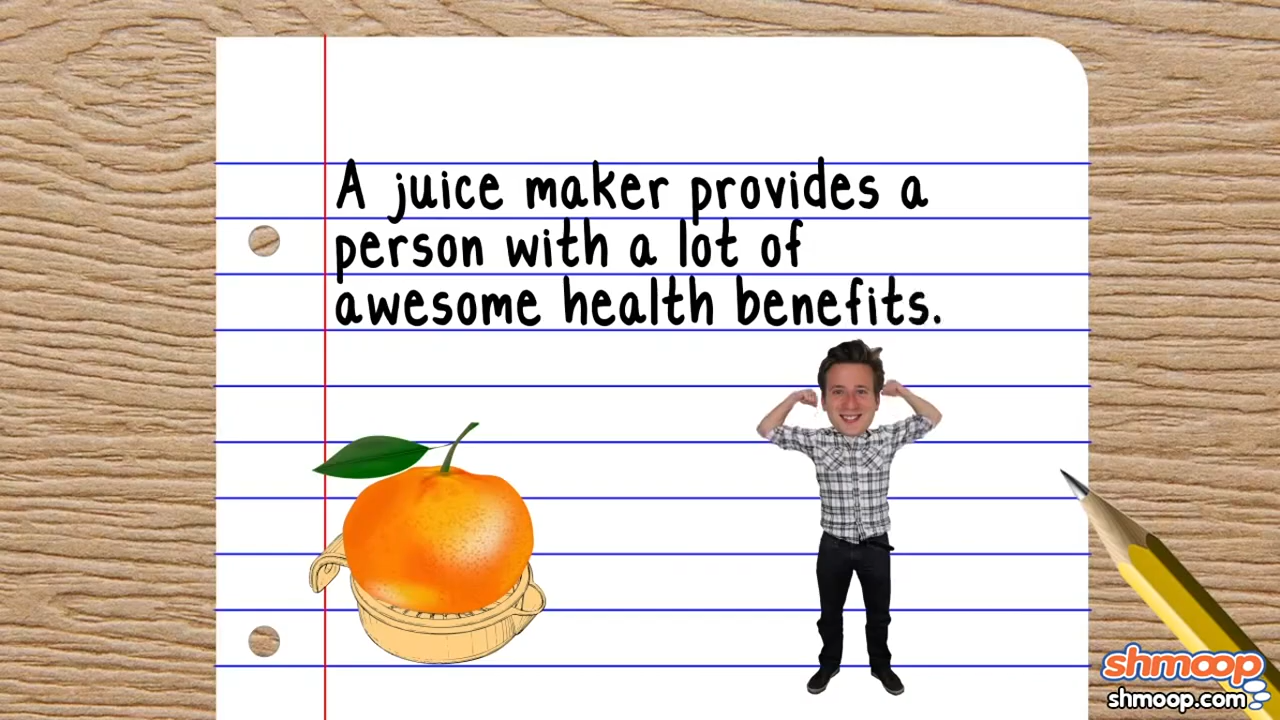 A juice maker provides a
person with a lot of
awesome health benefits.
shmoop
shmoop.com